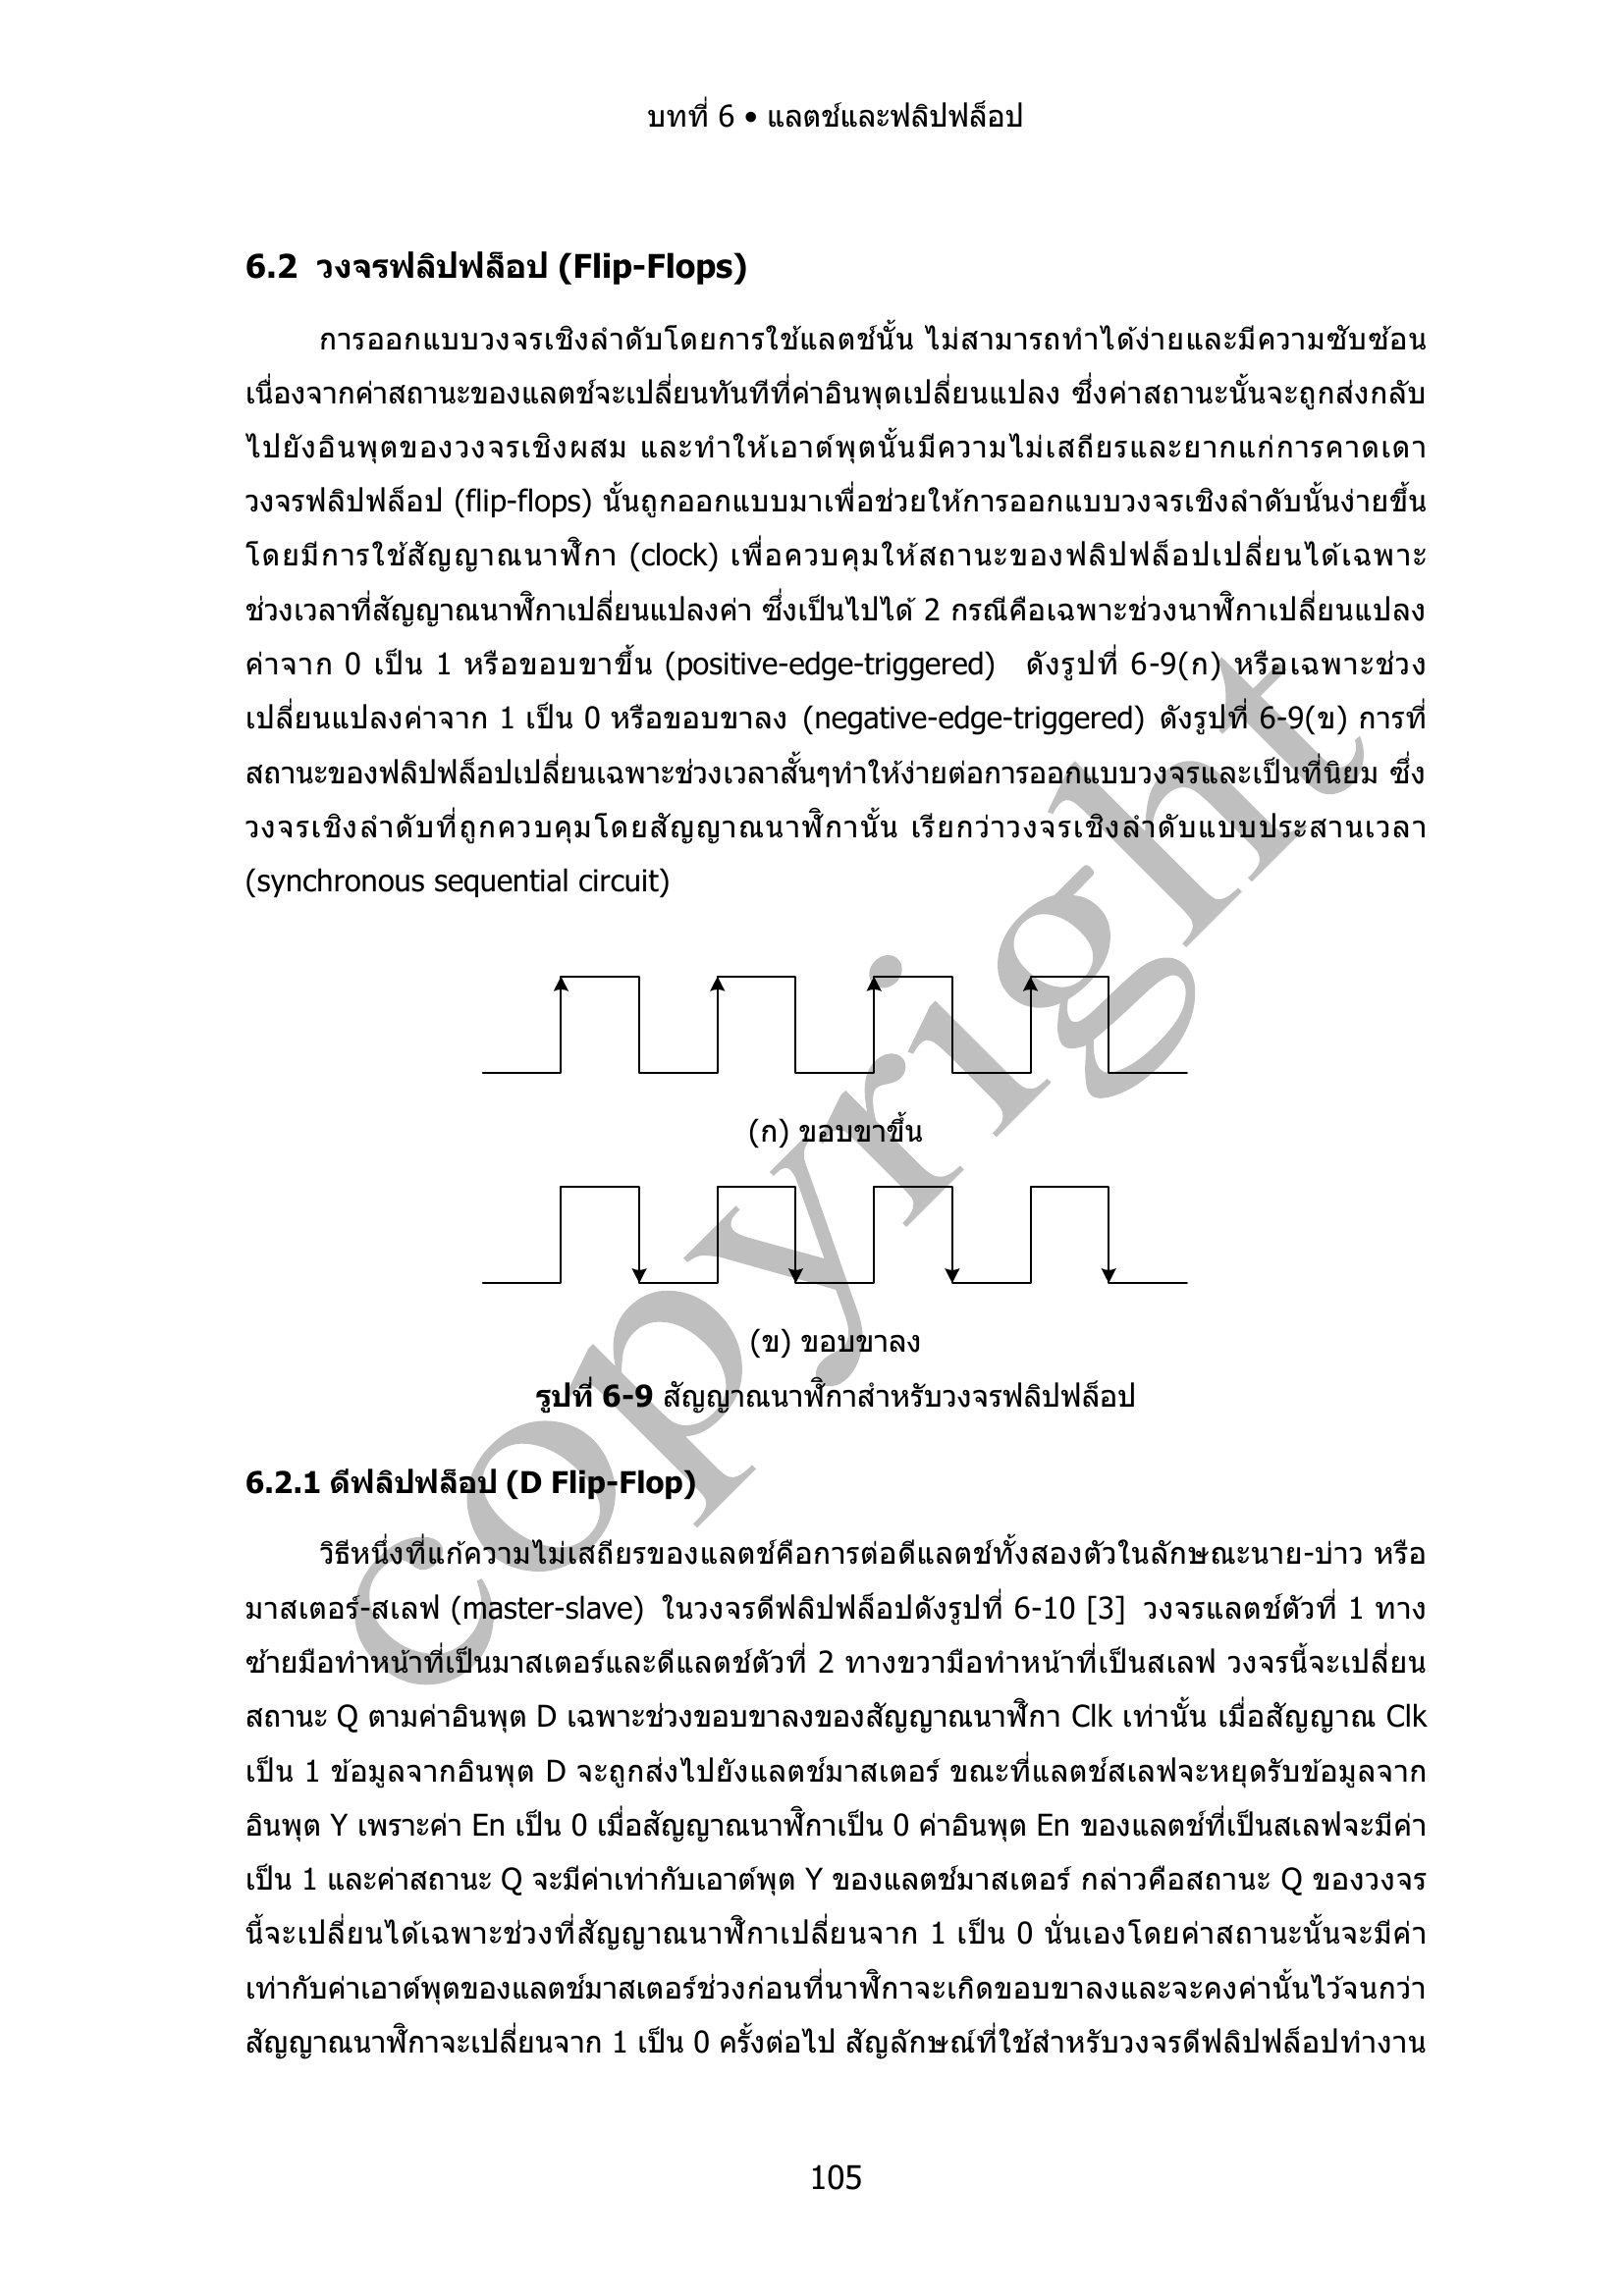 บทที่ 6 • แลตช์และฟลิปฟล็อป
6.2 วงจรฟลิปฟล็อป (Flip-Flops)
การออกแบบวงจรเชิงลำดับโดยการใช้แลตช์นั้น ไม่สามารถทำได้ง่ายและมีความซับซ้อน
เนื่องจากค่าสถานะของแลตช์จะเปลี่ยนทันทีที่ค่าอินพุตเปลี่ยนแปลง ซึ่งค่าสถานะนั้นจะถูกส่งกลับ
ไปยังอินพุตของวงจรเชิงผสม และทำให้เอาต์พุตนั้นมีความไม่เสถียรและยากแก่การคาดเดา
วงจรฟลิปฟล็อป (flip-flops) นั้นถูกออกแบบมาเพื่อช่วยให้การออกแบบวงจรเชิงลำดับนั้นง่ายขึ้น
โดยมีการใช้สัญญาณนาฬิกา (clock) เพื่อควบคุมให้สถานะของฟลิปฟล็อปเปลี่ยนได้เฉพาะ
ช่วงเวลาที่สัญญาณนาฬิกาเปลี่ยนแปลงค่า ซึ่งเป็นไปได้ 2 กรณีคือเฉพาะช่วงนาฬิกาเปลี่ยนแปลง
ค่าจาก 0 เป็น 1 หรือขอบขาขึ้น (positive-edge-triggered) ดังรูปที่ 6-9(ก) หรือเฉพาะช่วง
เปลี่ยนแปลงค่าจาก 1 เป็น 0 หรือขอบขาลง (negative-edge-triggered) ดังรูปที่ 6-9(ข) การที่
สถานะของฟลิปฟล็อปเปลี่ยนเฉพาะช่วงเวลาสั้นๆทำให้ง่ายต่อการออกแบบวงจรและเป็นที่นิยม ซึ่ง
วงจรเชิงลำดับที่ถูกควบคุมโดยสัญญาณนาฬิกานั้น เรียกว่าวงจรเชิงลำดับแบบประสานเวลา
(synchronous sequential circuit)
(ก) ขอบขาขึ้น
(ข) ขอบขาลง
รูปที่ 6-9 สัญญาณนาฬิกาสำหรับวงจรฟลิปฟล็อป
6.2.1 ดีฟลิปฟล็อป (D Flip-Flop)
วิธีหนึ่งที่แก้ความไม่เสถียรของแลตช์คือการต่อดีแลตช์ทั้งสองตัวในลักษณะนาย-บ่าว หรือ
มาสเตอร์-สเลฟ (master-slave) ในวงจรดีฟลิปฟล็อปดังรูปที่ 6-10 [3] วงจรแลตช์ตัวที่ 1 ทาง
ซ้ายมือทำหน้าที่เป็นมาสเตอร์และดีแลตช์ตัวที่ 2 ทางขวามือทำหน้าที่เป็นสเลฟ วงจรนี้จะเปลี่ยน
สถานะ Q ตามค่าอินพุต D เฉพาะช่วงขอบขาลงของสัญญาณนาฬิกา Clk เท่านั้น เมื่อสัญญาณ Clk
เป็น 1 ข้อมูลจากอินพุต D จะถูกส่งไปยังแลตช์มาสเตอร์ ขณะที่แลตช์สเลฟจะหยุดรับข้อมูลจาก
อินพุต Y เพราะค่า En เป็น 0 เมื่อสัญญาณนาฬิกาเป็น 0 ค่าอินพุต En ของแลตช์ที่เป็นสเลฟจะมีค่า
เป็น 1 และค่าสถานะ Q จะมีค่าเท่ากับเอาต์พุต Y ของแลตช์มาสเตอร์ กล่าวคือสถานะ Q ของวงจร
นี้จะเปลี่ยนได้เฉพาะช่วงที่สัญญาณนาฬิกาเปลี่ยนจาก 1 เป็น 0 นั่นเองโดยค่าสถานะนั้นจะมีค่า
เท่ากับค่าเอาต์พุตของแลตช์มาสเตอร์ช่วงก่อนที่นาฬิกาจะเกิดขอบขาลงและจะคงค่านั้นไว้จนกว่า
สัญญาณนาฬิกาจะเปลี่ยนจาก 1 เป็น 0 ครั้งต่อไป สัญลักษณ์ที่ใช้สำหรับวงจรดีฟลิปฟล็อปทำงาน
105
copyright